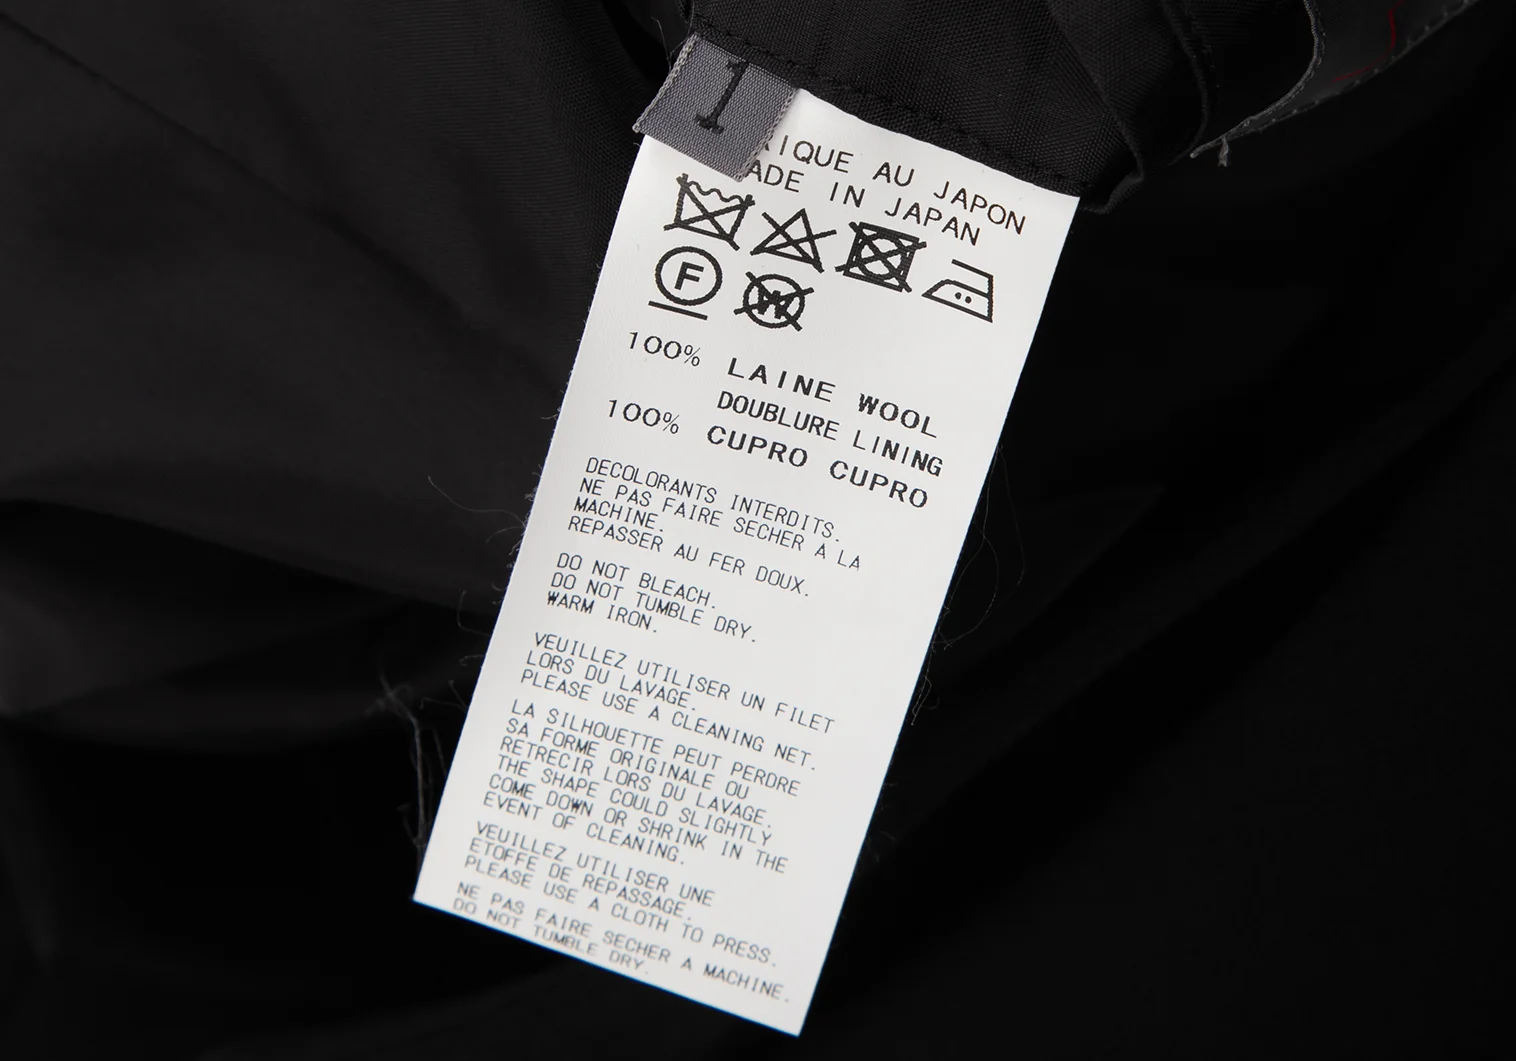 1
RIQUE AU JAPON
ADE IN JAPAN
F
W
100% LAINE WOOL
DOUBLURE LINING
100% CUPRO CUPRO
DECOLORANTS INTERDITS.
NE PAS FAIRE SECHER A LA
MACHINE.
REPASSER AU FER DOUX.
DO NOT BLEACH.
DO NOT TUMBLE DRY.
WARM IRON.
VEUILLEZ UTILISER UN FILET
LORS DU LAVAGE.
PLEASE USE A CLEANING NET.
LA SILHOUETTE PEUT PERDRE
SA FORME ORIGINALE OU
RETRECIR LORS DU LAVAGE.
THE SHAPE COULD SLIGHTLY
COME DOWN OR SHRINK IN THE
EVENT OF CLEANING.
VEUILLEZ UTILISER UNE
ETOFFE DE REPASSAGE.
PLEASE USE A CLOTH TO PRESS.
NE PAS FAIRE SECHER A MACHINE.
DO NOT TUMBLE DRY.